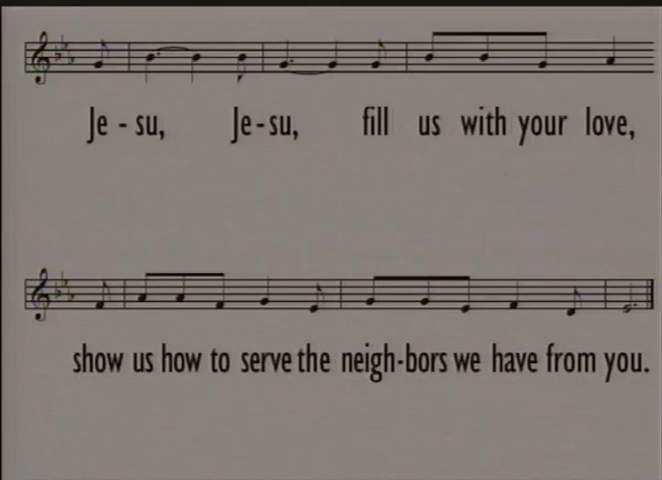 Je - su, Je-su, fill us with your love,
show us how to serve the neigh-bors we have from you.